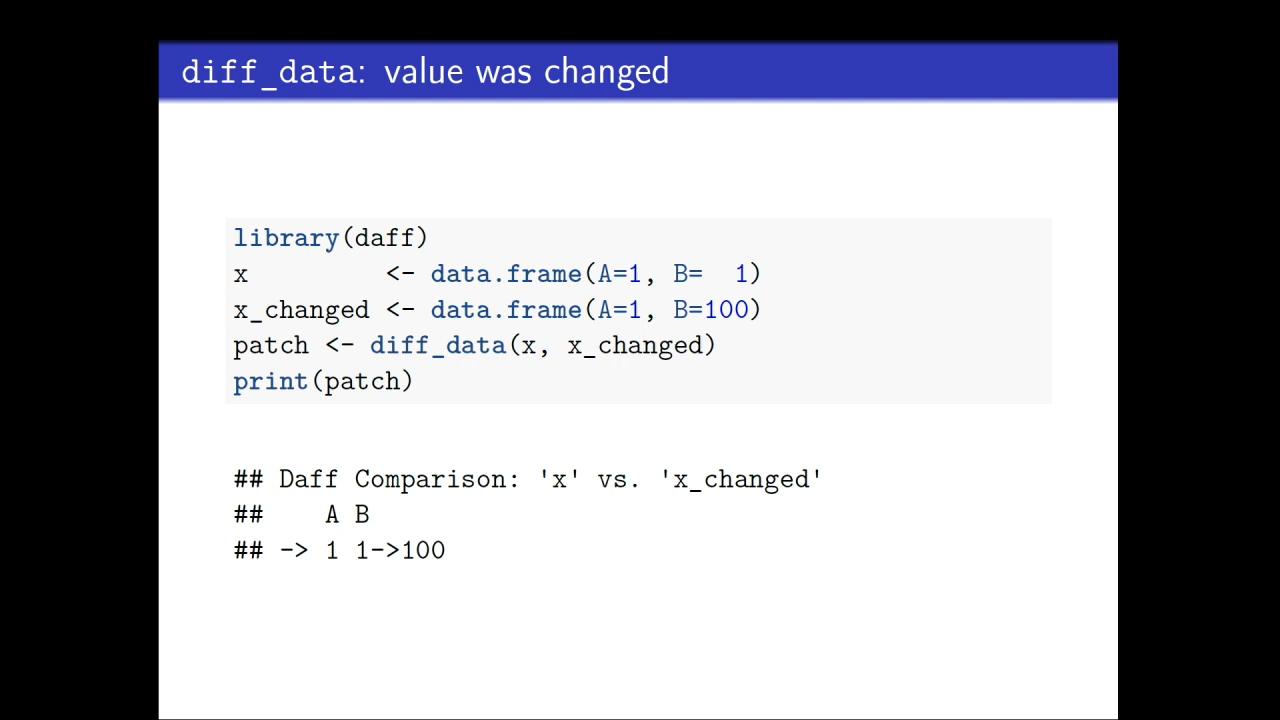 diff_data: value was changed
library(daff)
x         <- data.frame(A=1, B=  1)
x_changed <- data.frame(A=1, B=100)
patch <- diff_data(x, x_changed)
print(patch)
## Daff Comparison: 'x' vs. 'x_changed'
##    A B
## -> 1 1->100